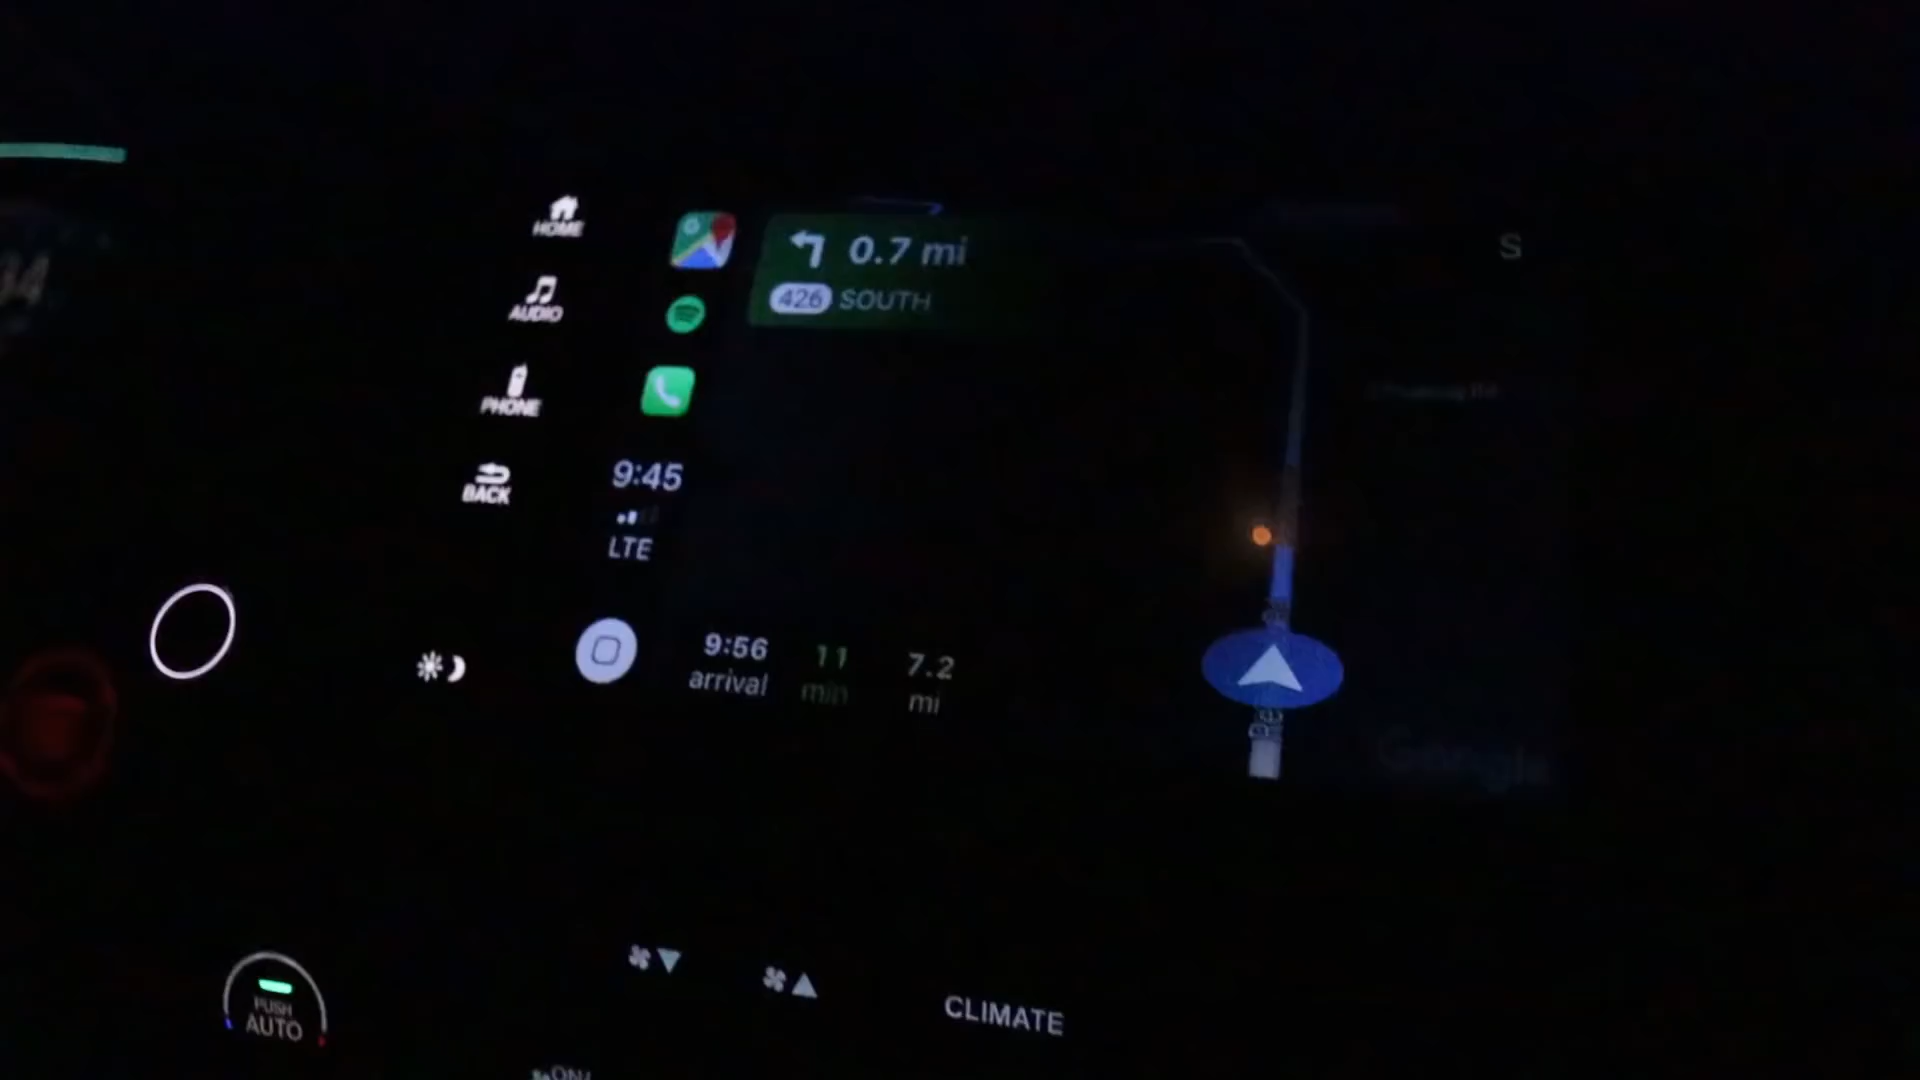 HOME
AUDIO
PHONE
BACK
0.7 mi
426 SOUTH
S
9:45
LTE
9:56
arrival
11
min
7.2
mi
Google
PUSH
AUTO
CLIMATE